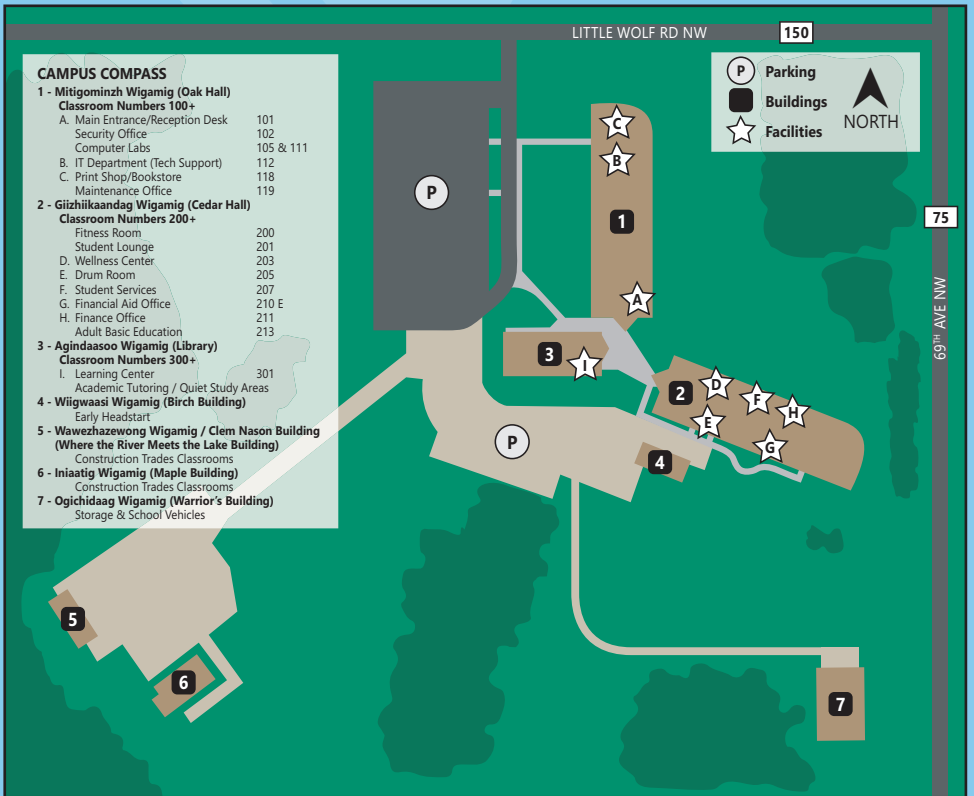 LITTLE WOLF RD NW
150
CAMPUS COMPASS
1 - Mitigominzh Wigamig (Oak Hall)
Classroom Numbers 100+
A. Main Entrance/Reception Desk 101
Security Office 102
Computer Labs 105 & 111
B. IT Department (Tech Support) 112
C. Print Shop/Bookstore 118
Maintenance Office 119
2 - Giizhiikaandag Wigamig (Cedar Hall)
Classroom Numbers 200+
Fitness Room 200
Student Lounge 201
D. Wellness Center 203
E. Drum Room 205
F. Student Services 207
G. Financial Aid Office 210 E
H. Finance Office 211
Adult Basic Education 213
3 - Agindaasoo Wigamig (Library)
Classroom Numbers 300+
I. Learning Center 301
Academic Tutoring / Quiet Study Areas
4 - Wiigwaasi Wigamig (Birch Building)
Early Headstart
5 - Wawezhazewong Wigamig / Clem Nason Building
(Where the River Meets the Lake Building)
Construction Trades Classrooms
6 - Iniaatig Wigamig (Maple Building)
Construction Trades Classrooms
7 - Ogichidaag Wigamig (Warrior's Building)
Storage & School Vehicles
P Parking
Buildings
Facilities
NORTH
75
69TH AVE NW
P
C
B
1
A
3
I
2
D
F
H
E
G
P
4
5
6
7